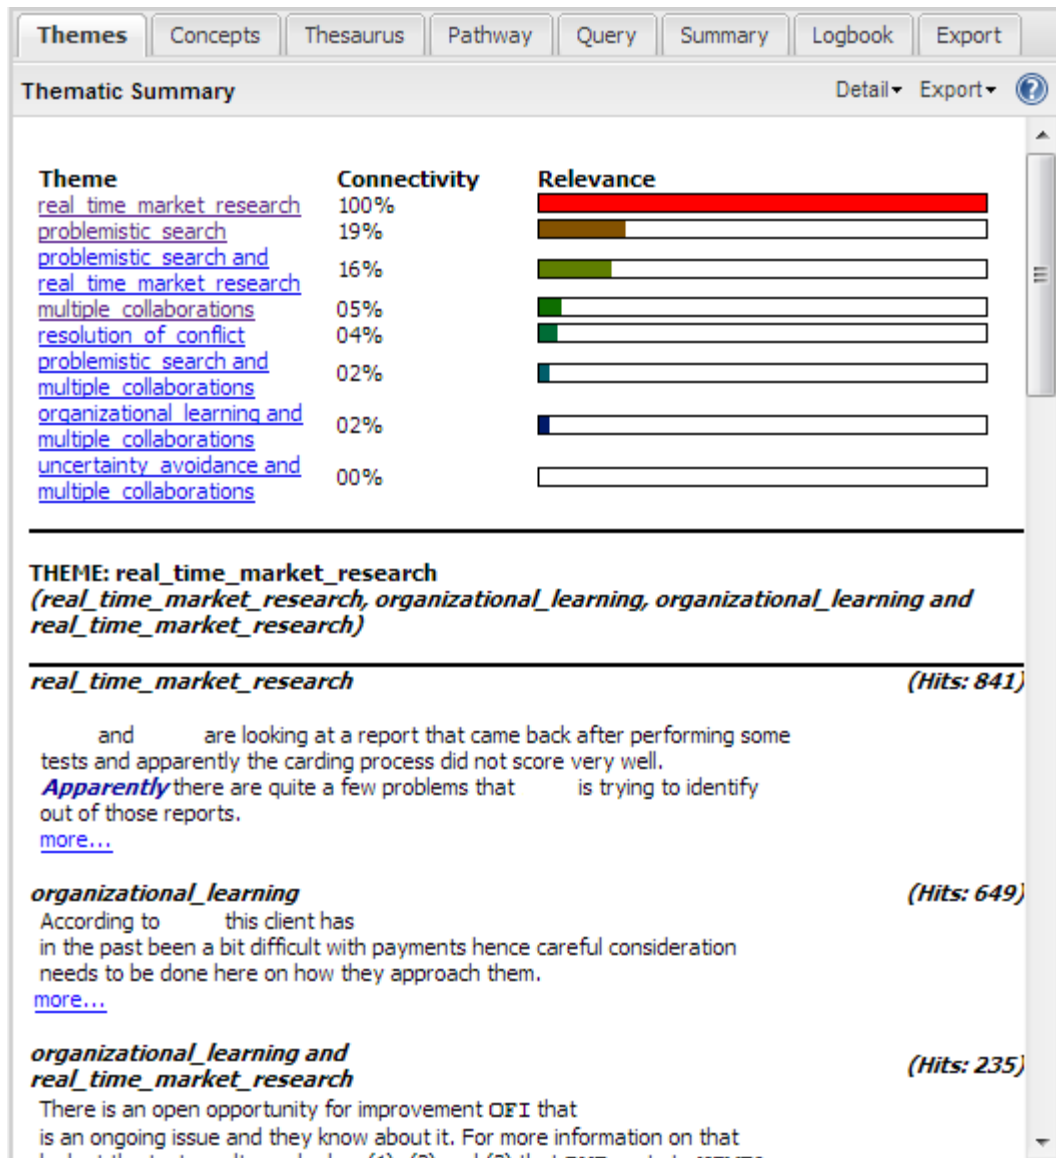 Themes Concepts Thesaurus Pathway Query Summary Logbook Export
Thematic Summary Detail Export ?
Theme Connectivity Relevance
real_time_market_research 100%
problemistic_search 19%
problemistic_search and
real_time_market_research 16%
multiple_collaborations 05%
resolution_of_conflict 04%
problemistic_search and
multiple_collaborations 02%
organizational_learning and
multiple_collaborations 02%
uncertainty_avoidance and
multiple_collaborations 00%
THEME: real_time_market_research
(real_time_market_research, organizational_learning, organizational_learning and
real_time_market_research)
real_time_market_research (Hits: 841)
and are looking at a report that came back after performing some
tests and apparently the carding process did not score very well.
Apparently there are quite a few problems that is trying to identify
out of those reports.
more...
organizational_learning (Hits: 649)
According to this client has
in the past been a bit difficult with payments hence careful consideration
needs to be done here on how they approach them.
more...
organizational_learning and
real_time_market_research (Hits: 235)
There is an open opportunity for improvement OFI that
is an ongoing issue and they know about it. For more information on that